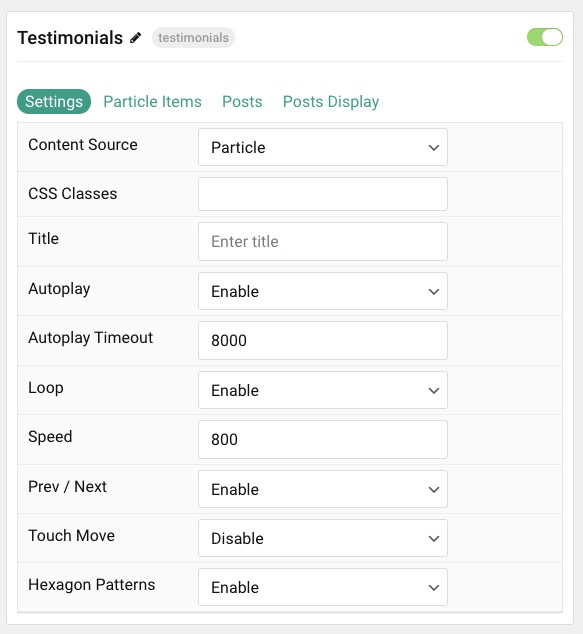 Testimonials testimonials
Settings Particle Items Posts Posts Display
Content Source Particle
CSS Classes
Title Enter title
Autoplay Enable
Autoplay Timeout 8000
Loop Enable
Speed 800
Prev / Next Enable
Touch Move Disable
Hexagon Patterns Enable